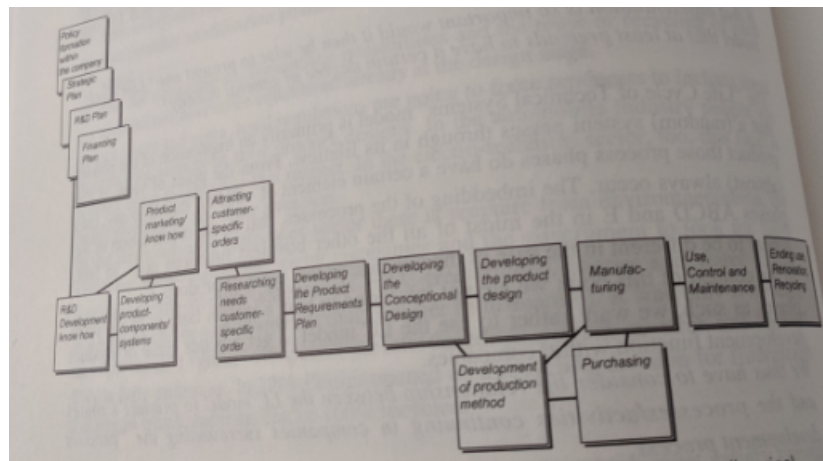 Policy
formation
within
the company
Strategic
Plan
R&D Plan
Financing
Plan
Product
marketing/
know how
Attracting
customer-
specific
orders
R&D
Development
know how
Developing
product-
components/
systems
Researching
needs
customer-
specific
order
Developing
the Product
Requirements
Plan
Developing
the
Conceptional
Design
Developing
the product
design
Manufac-
turing
Use,
Control and
Maintenance
Ending use,
Renovation,
Recycling
Development
of production
method
Purchasing